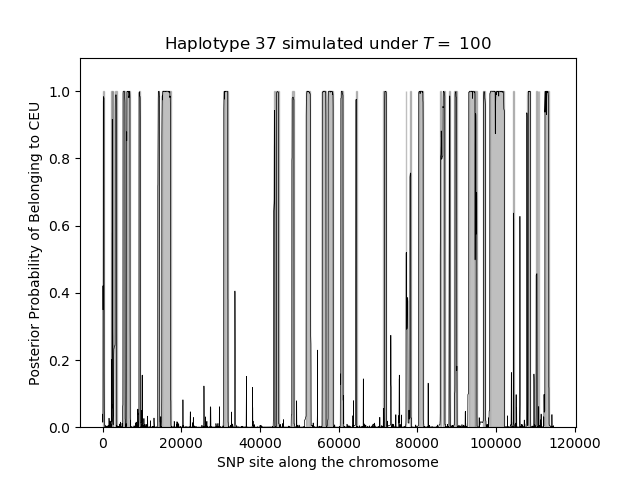 Haplotype 37 simulated under T = 100
Posterior Probability of Belonging to CEU
1.0
0.8
0.6
0.4
0.2
0.0
0 20000 40000 60000 80000 100000 120000
SNP site along the chromosome